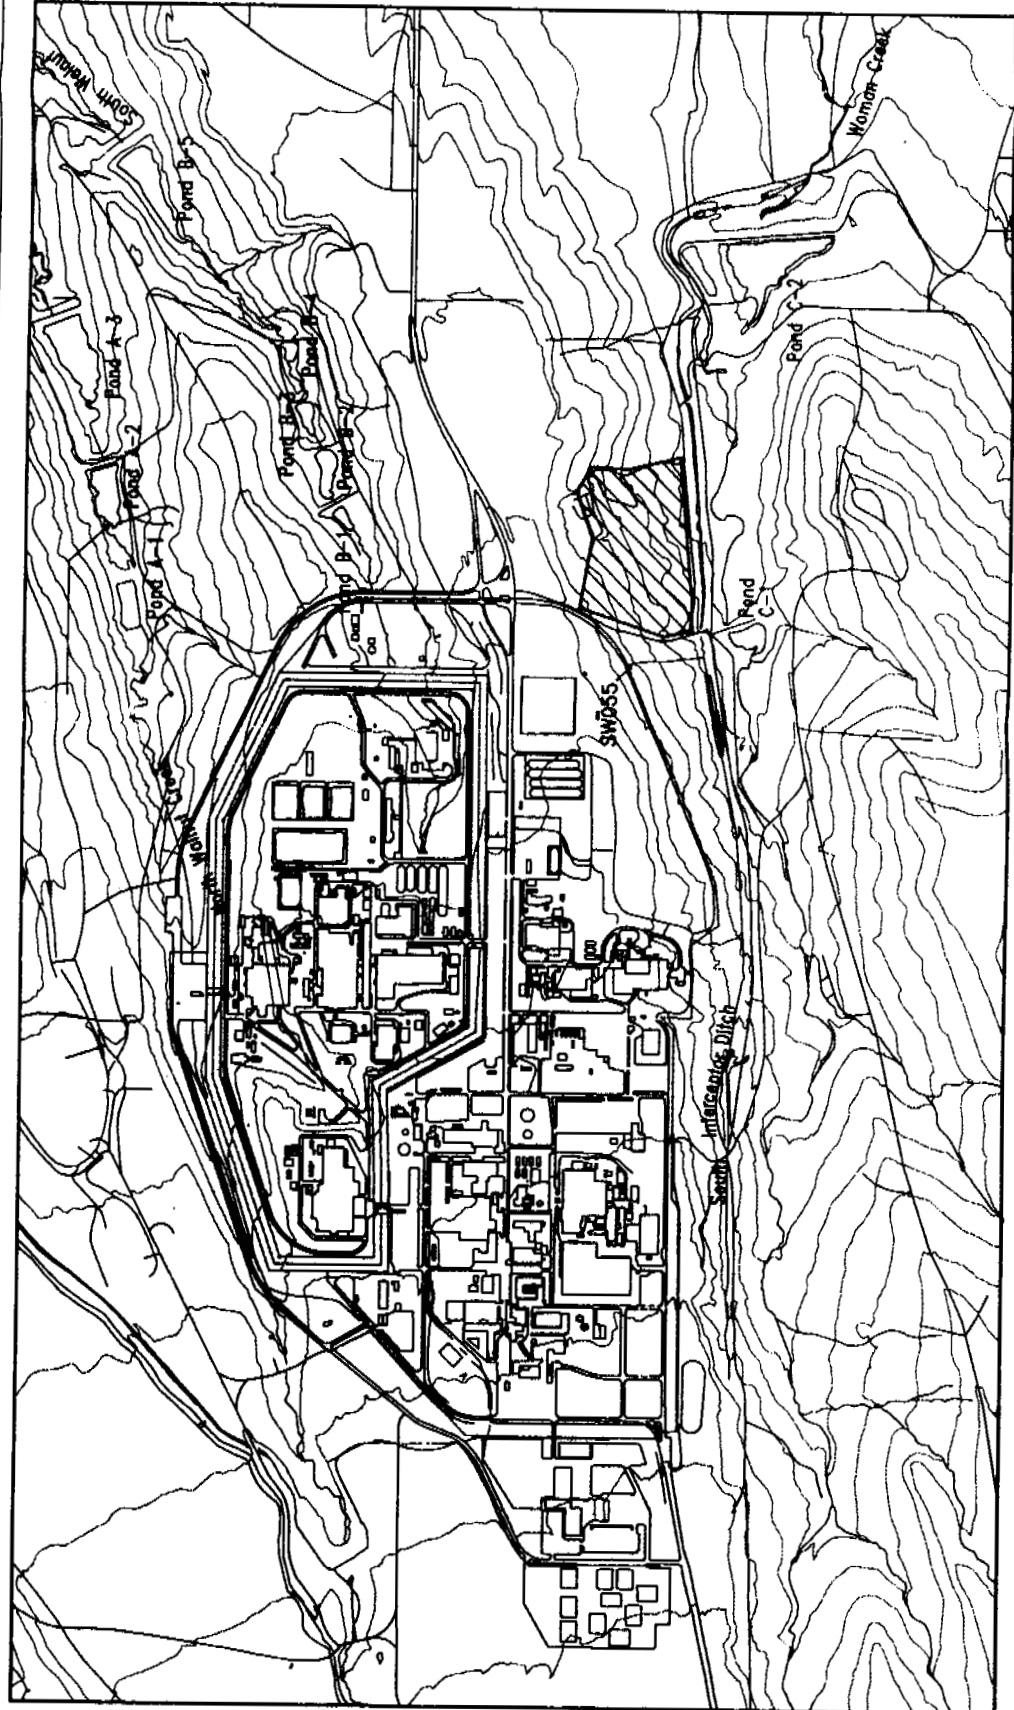 South Walnut
Woman Creek
Pond B-5
Pond A-3
Pond B-4
Pond C-2
Pond B-3
Pond B-2
Pond A-2
Pond A-1
Pond B-1
Pond
C-1
SW055
North Walnut Creek
South Interceptor Ditch